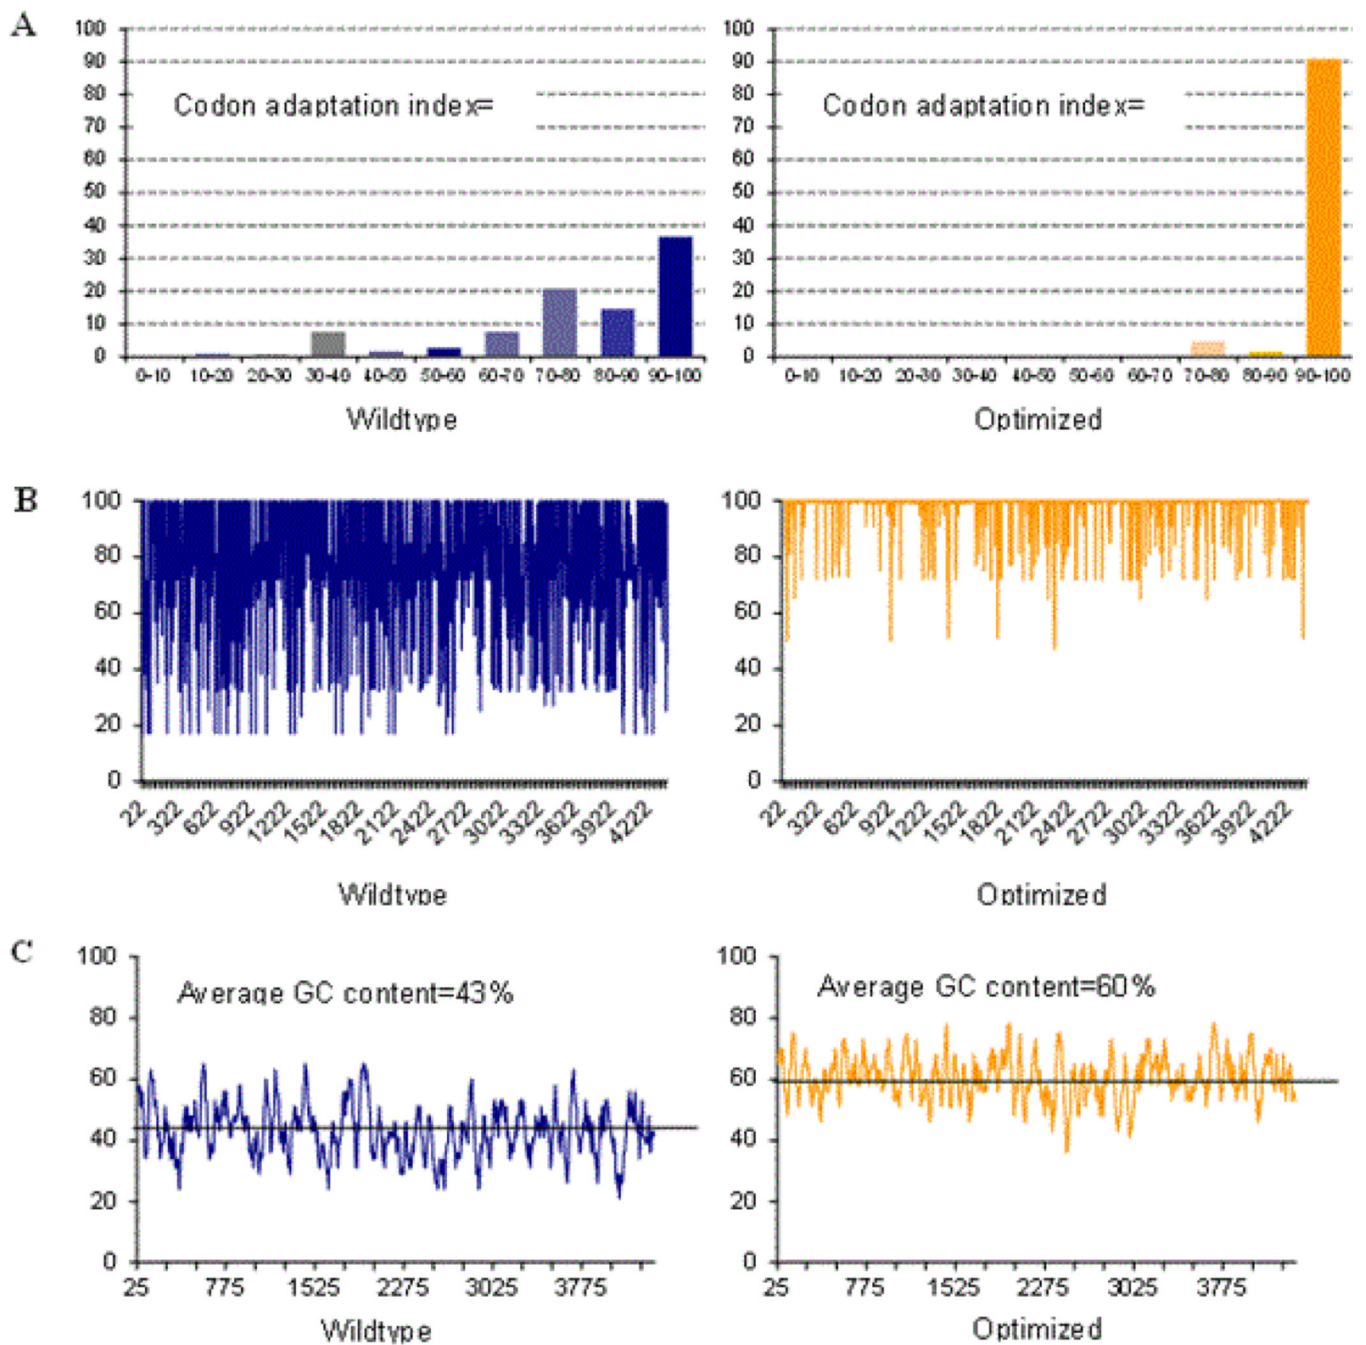 A
100
90
80
70
60
50
40
30
20
10
0
Codon adaptation index=
0-10 10-20 20-30 30-40 40-50 50-60 60-70 70-80 80-90 90-100
Wildtype
100
90
80
70
60
50
40
30
20
10
0
Codon adaptation index=
0-10 10-20 20-30 30-40 40-50 50-60 60-70 70-80 80-90 90-100
Optimized
B
100
80
60
40
20
0
22 322 622 922 1222 1522 1822 2122 2422 2722 3022 3322 3622 3922 4222
Wildtype
100
80
60
40
20
0
22 322 622 922 1222 1522 1822 2122 2422 2722 3022 3322 3622 3922 4222
Optimized
C
100
80
60
40
20
0
Average GC content=43%
25 775 1525 2275 3025 3775
Wildtype
100
80
60
40
20
0
Average GC content=60%
25 775 1525 2275 3025 3775
Optimized